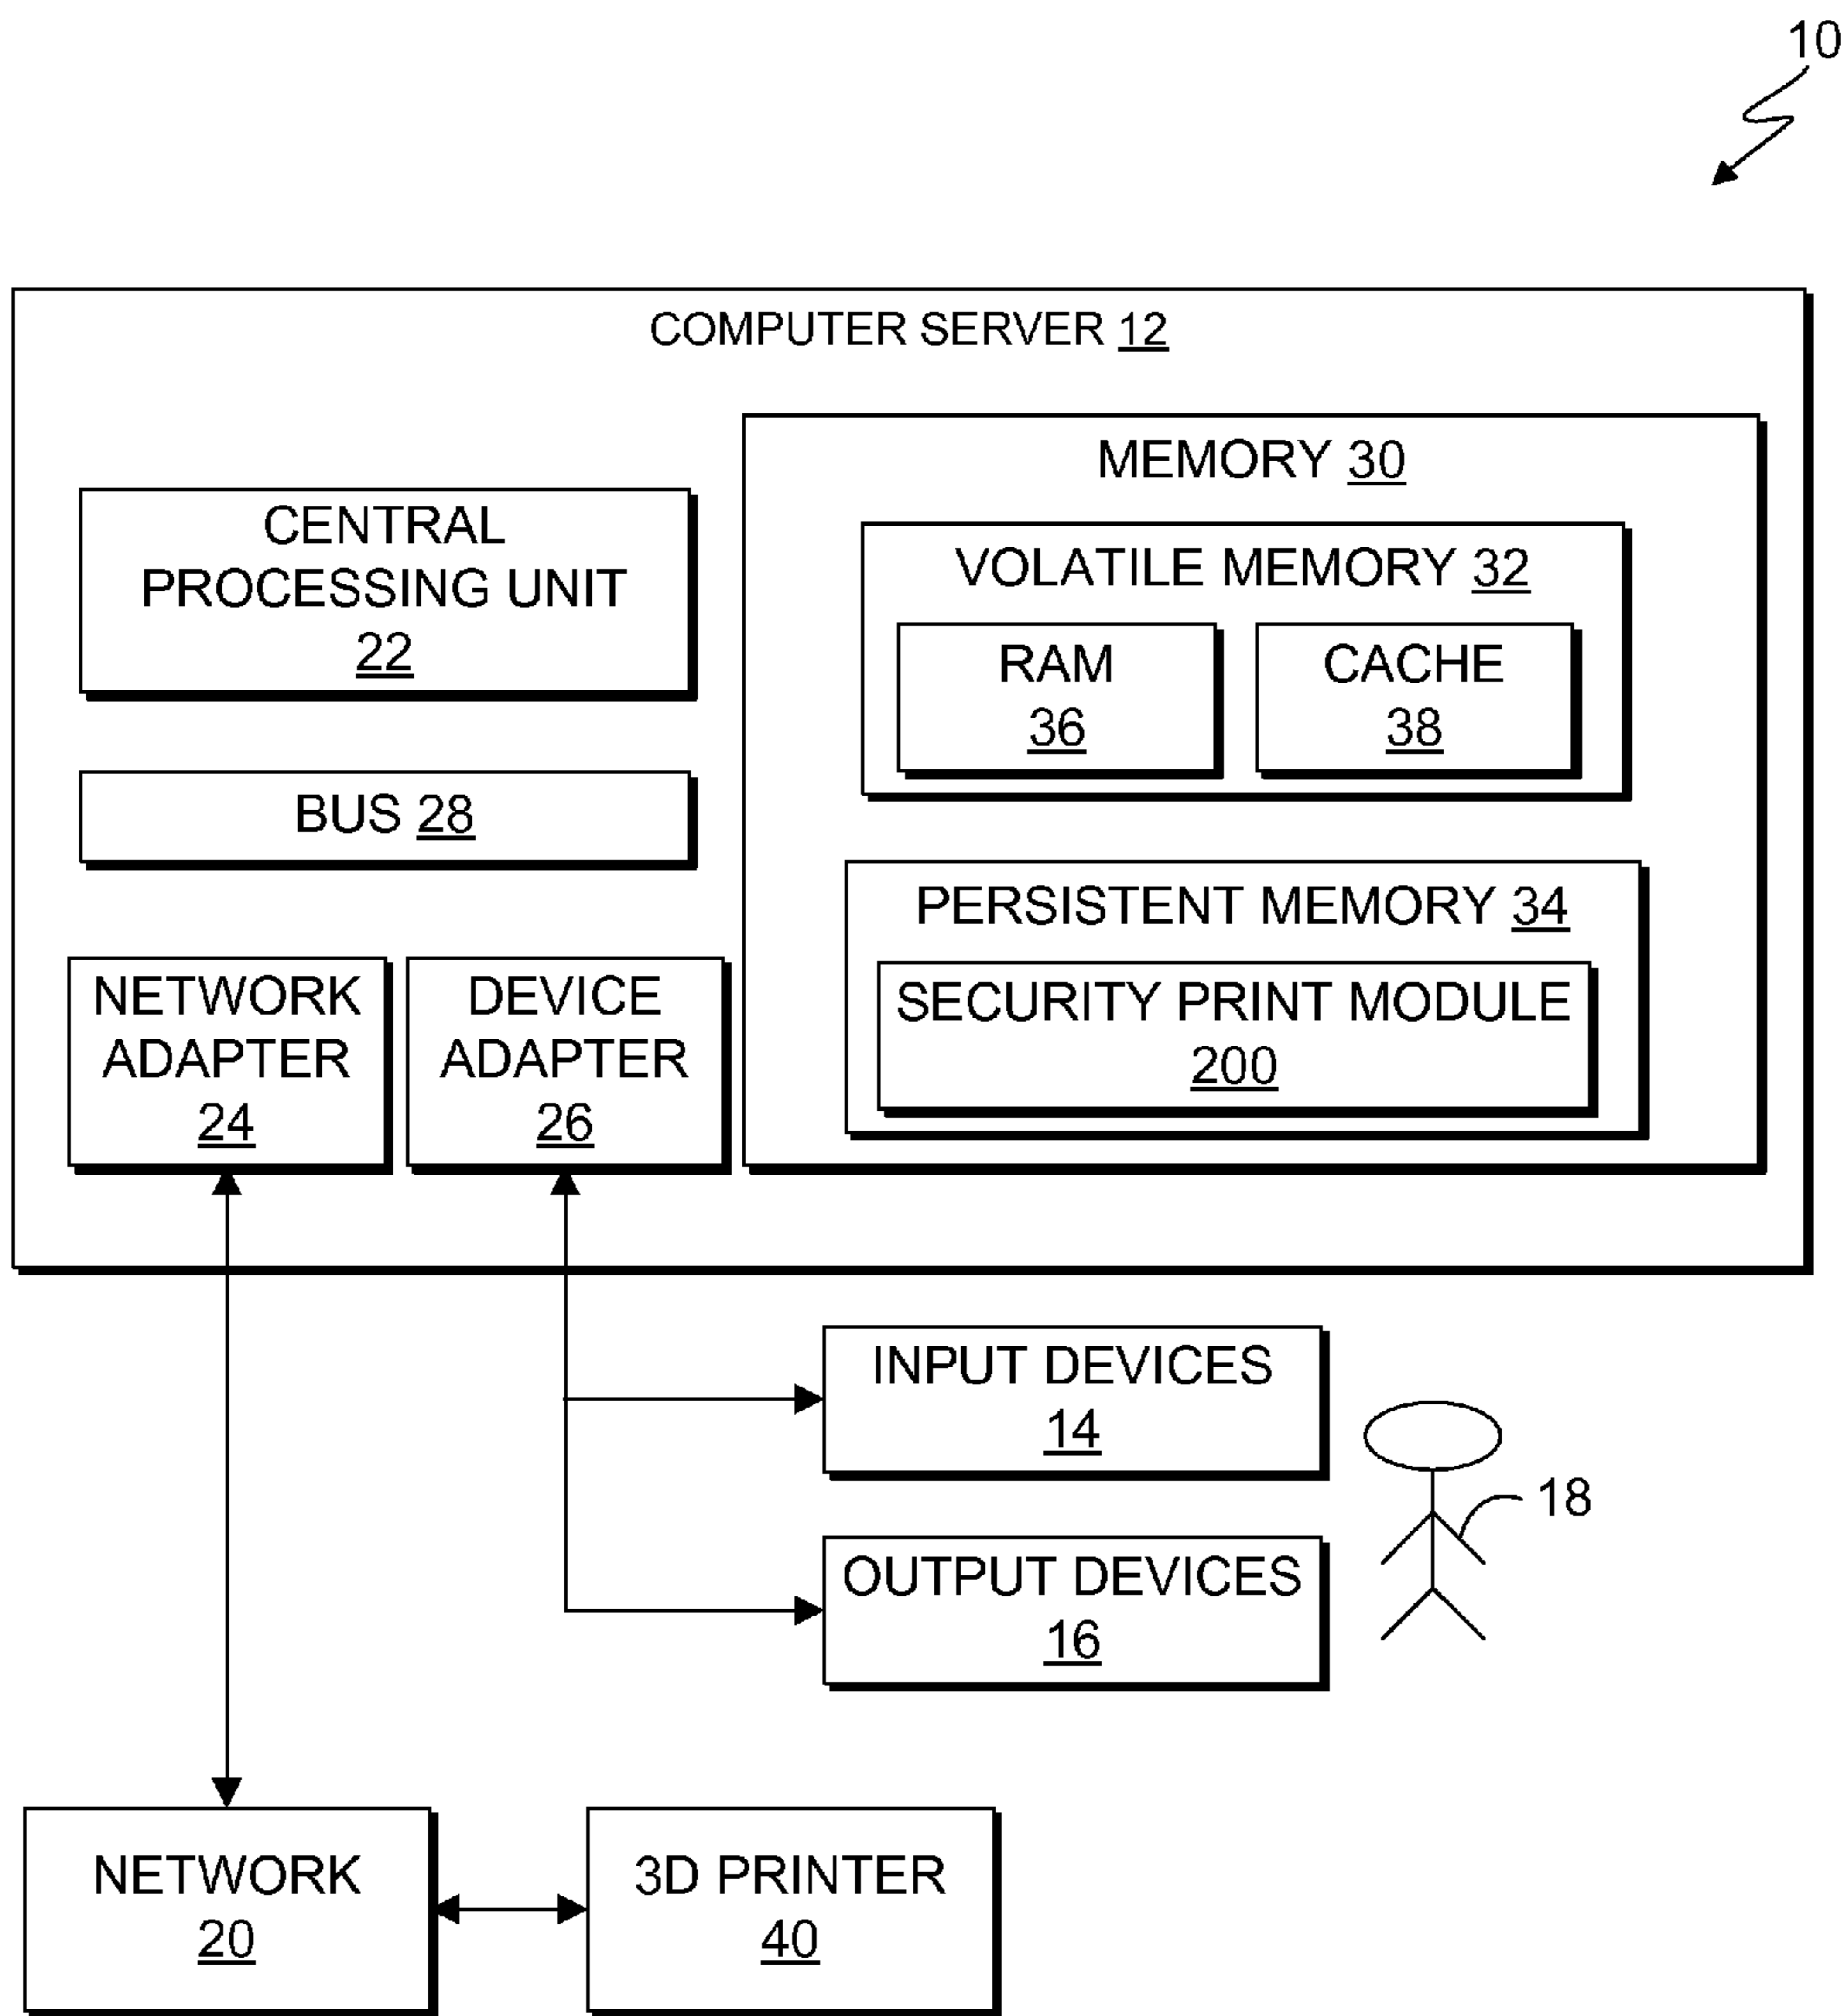 10
COMPUTER SERVER 12
CENTRAL
PROCESSING UNIT
22
BUS 28
NETWORK
ADAPTER
24
DEVICE
ADAPTER
26
MEMORY 30
VOLATILE MEMORY 32
RAM
36
CACHE
38
PERSISTENT MEMORY 34
SECURITY PRINT MODULE
200
INPUT DEVICES
14
18
OUTPUT DEVICES
16
NETWORK
20
3D PRINTER
40